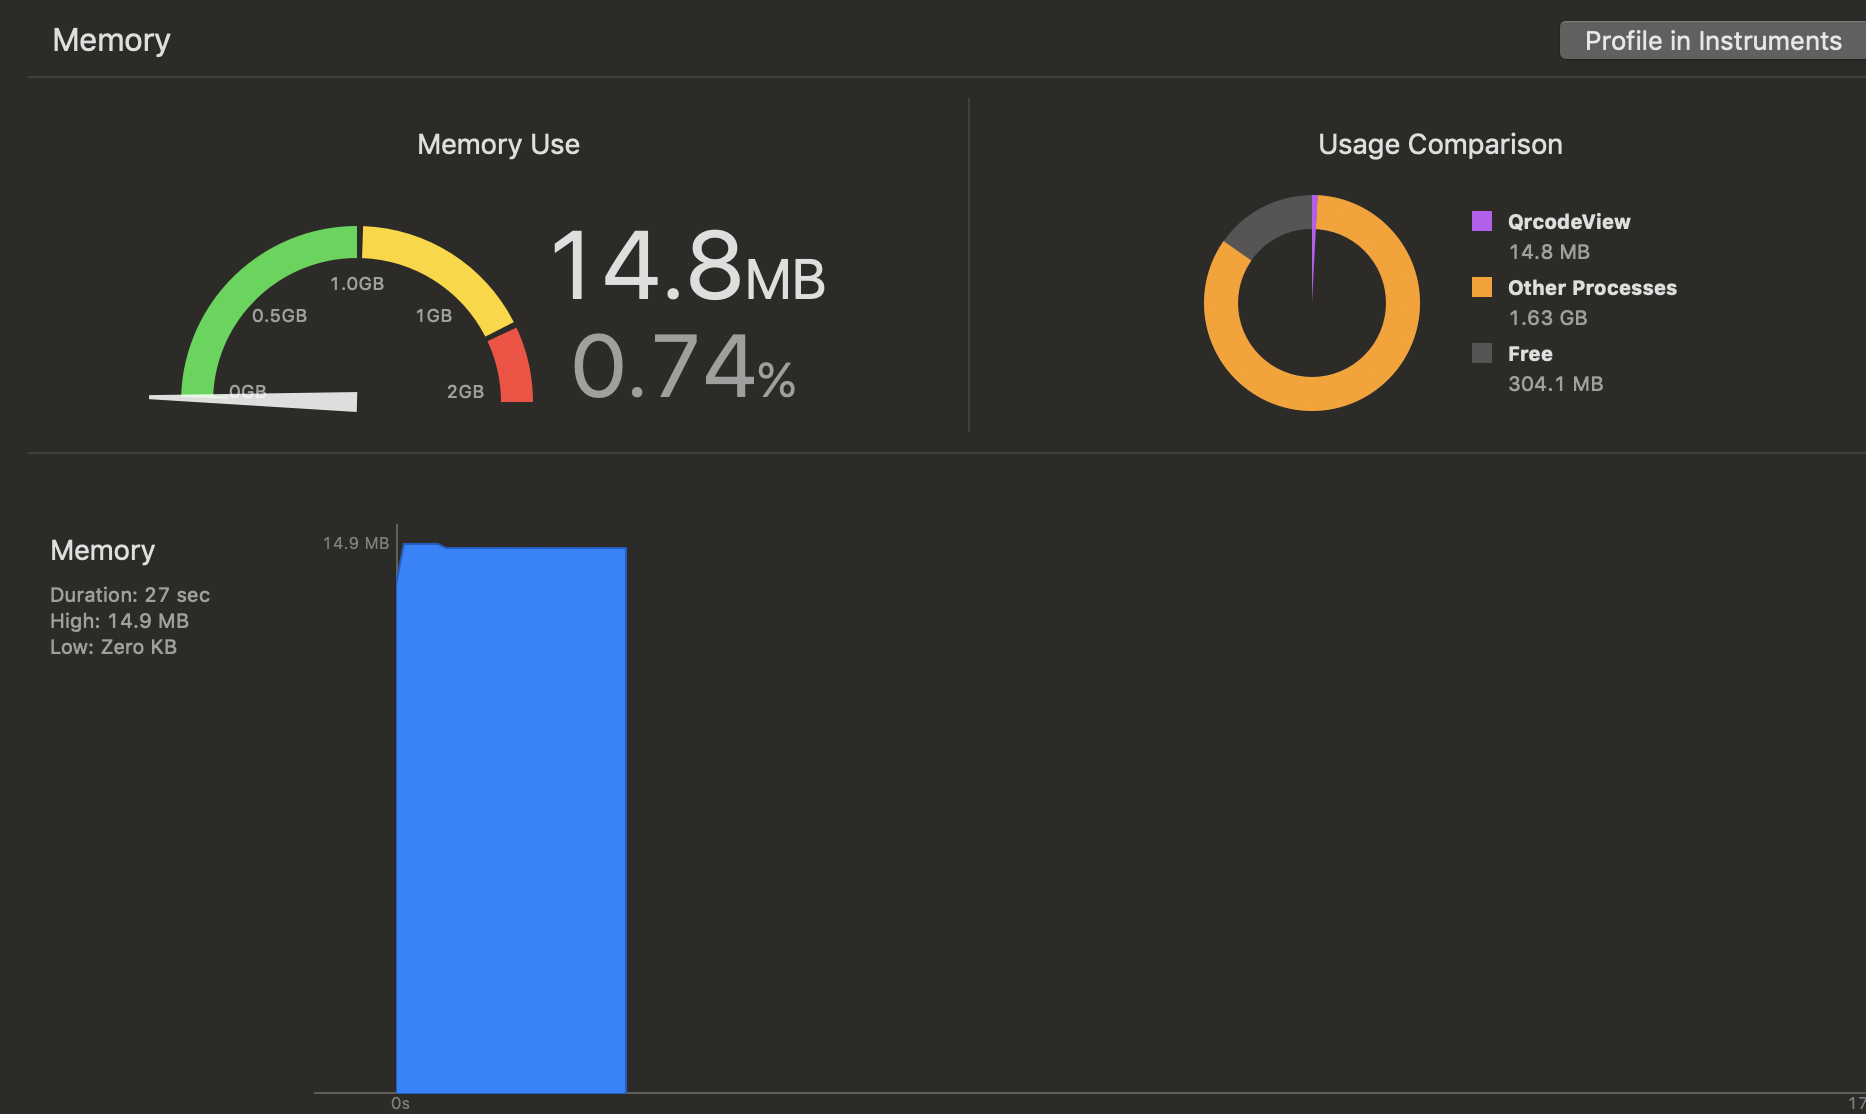 Memory
Profile in Instruments
Memory Use
Usage Comparison
14.8MB
0.74%
0GB
0.5GB
1.0GB
1GB
2GB
QrcodeView
14.8 MB
Other Processes
1.63 GB
Free
304.1 MB
Memory
Duration: 27 sec
High: 14.9 MB
Low: Zero KB
14.9 MB
0s
17